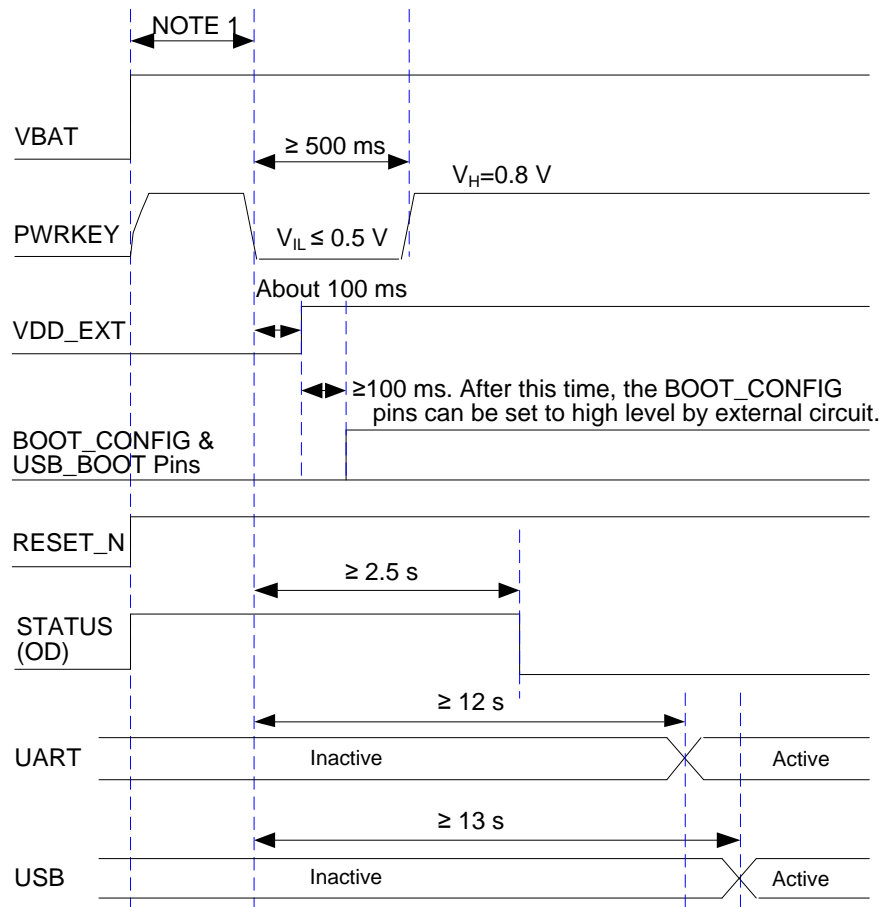 NOTE 1
VBAT
≥ 500 ms
VH=0.8 V
PWRKEY
VIL ≤ 0.5 V
About 100 ms
VDD_EXT
≥100 ms. After this time, the BOOT_CONFIG
pins can be set to high level by external circuit.
BOOT_CONFIG &
USB_BOOT Pins
RESET_N
≥ 2.5 s
STATUS
(OD)
≥ 12 s
UART
Inactive
Active
≥ 13 s
USB
Inactive
Active